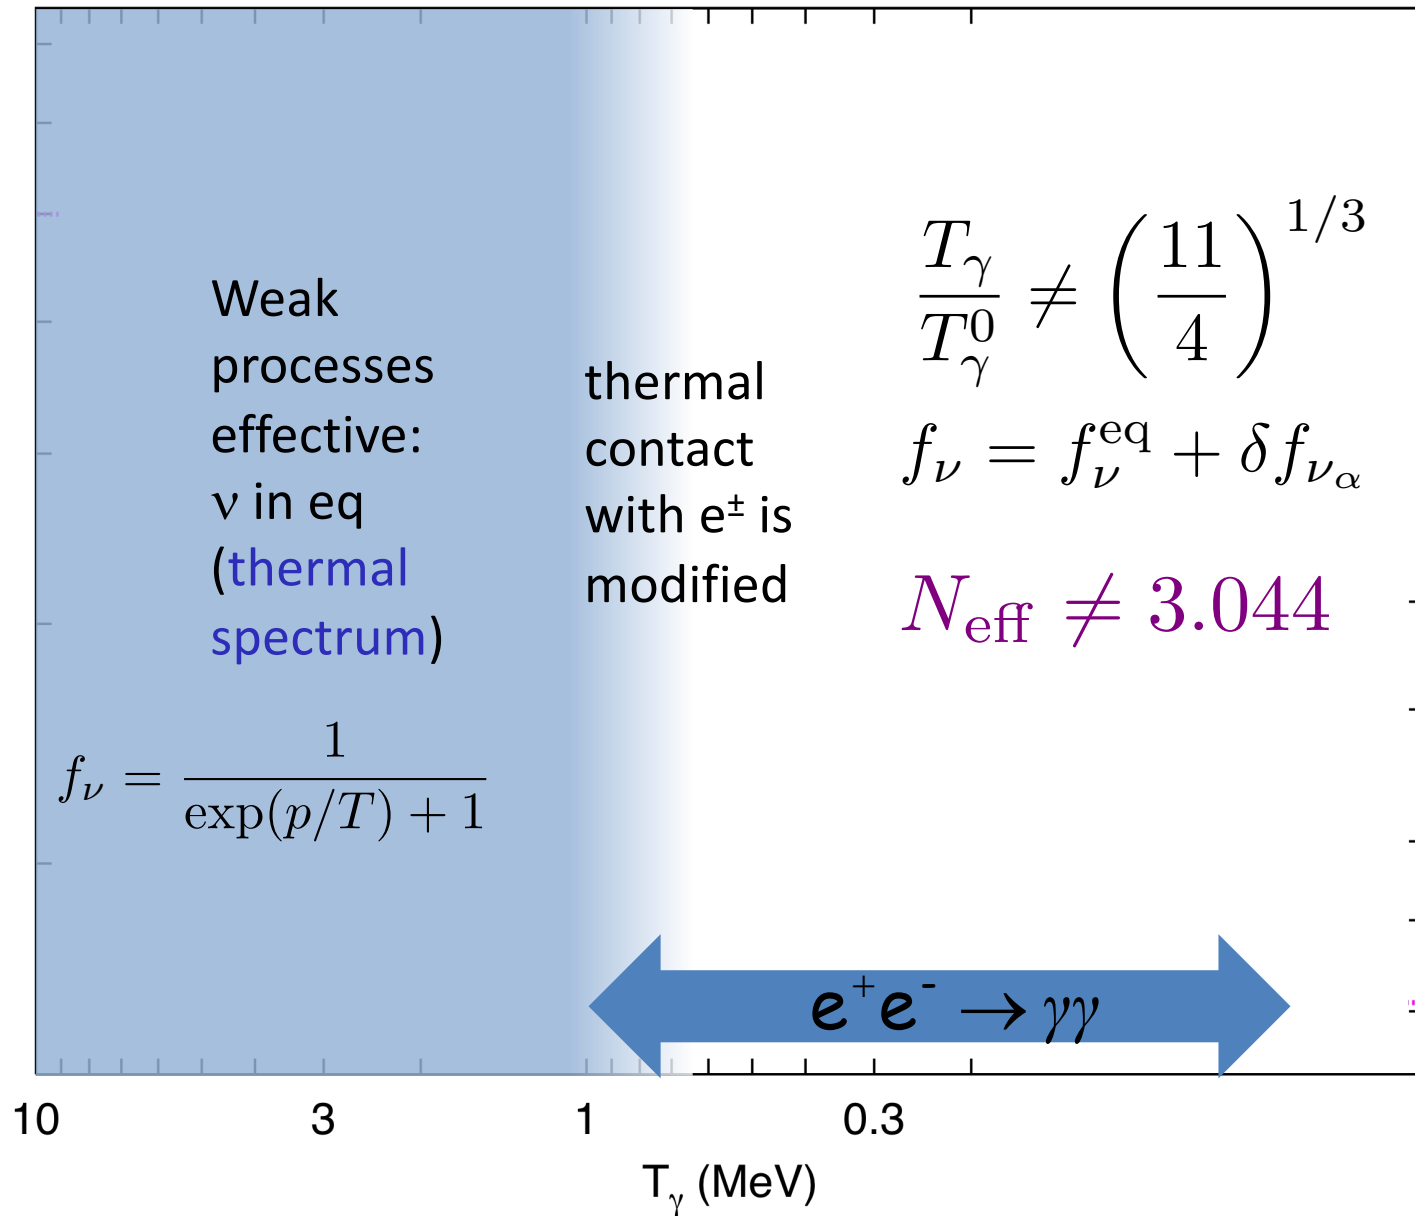 Weak
processes
effective:
ν in eq
(thermal
spectrum)
f_ν = 1 / (exp(p/T) + 1)
thermal
contact
with e± is
modified
T_γ / T_γ^0 ≠ (11/4)^{1/3}
f_ν = f_ν^eq + δf_{ν_α}
N_eff ≠ 3.044
e⁺e⁻ → γγ
10 3 1 0.3
T_γ (MeV)